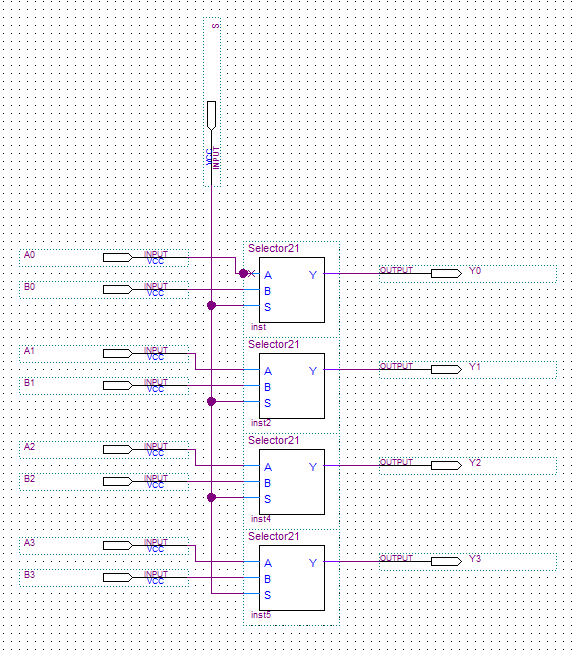 S
VCC
INPUT
Selector21
A0 INPUT
VCC
A Y OUTPUT Y0
B0 INPUT
VCC
B
S
inst
Selector21
A1 INPUT
VCC
A Y OUTPUT Y1
B1 INPUT
VCC
B
S
inst2
Selector21
A2 INPUT
VCC
A Y OUTPUT Y2
B2 INPUT
VCC
B
S
inst4
Selector21
A3 INPUT
VCC
A Y OUTPUT Y3
B3 INPUT
VCC
B
S
inst5